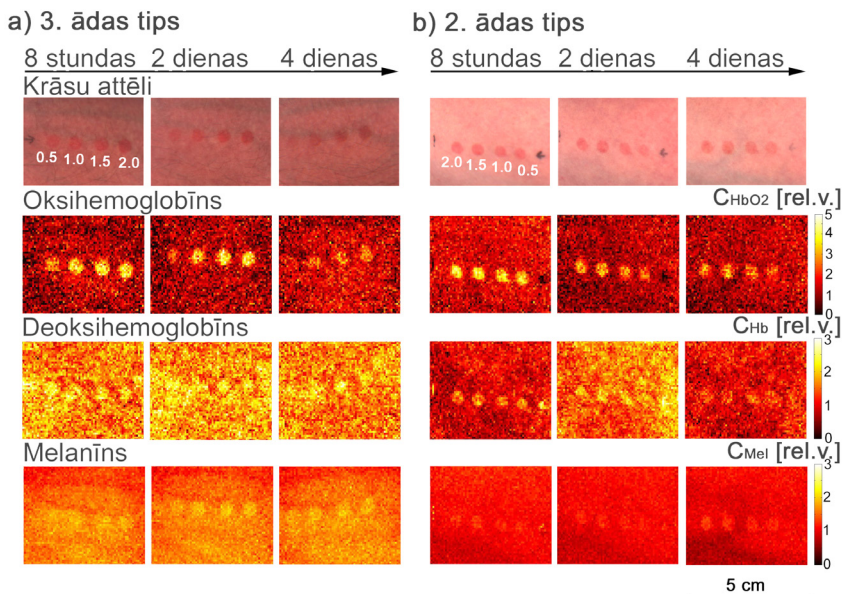 a) 3. ādas tips
b) 2. ādas tips
8 stundas 2 dienas 4 dienas
8 stundas 2 dienas 4 dienas
Krāsu attēli
0.5 1.0 1.5 2.0
2.0 1.5 1.0 0.5
Oksihemoglobīns
CHbO2 [rel.v.]
5
4
3
2
1
0
Deoksihemoglobīns
CHb [rel.v.]
3
2
1
0
Melanīns
CMel [rel.v.]
3
2
1
0
5 cm